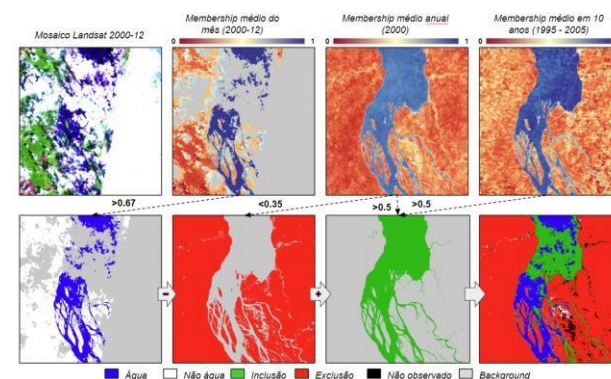 Mosaico Landsat 2000-12
Membership médio do
mês (2000-12)
0 1
Membership médio anual
(2000)
0 1
Membership médio em 10
anos (1995 - 2005)
0 1
>0.67
<0.35
>0.5
>0.5
-
+
Água
Não água
Inclusão
Exclusão
Não observado
Background